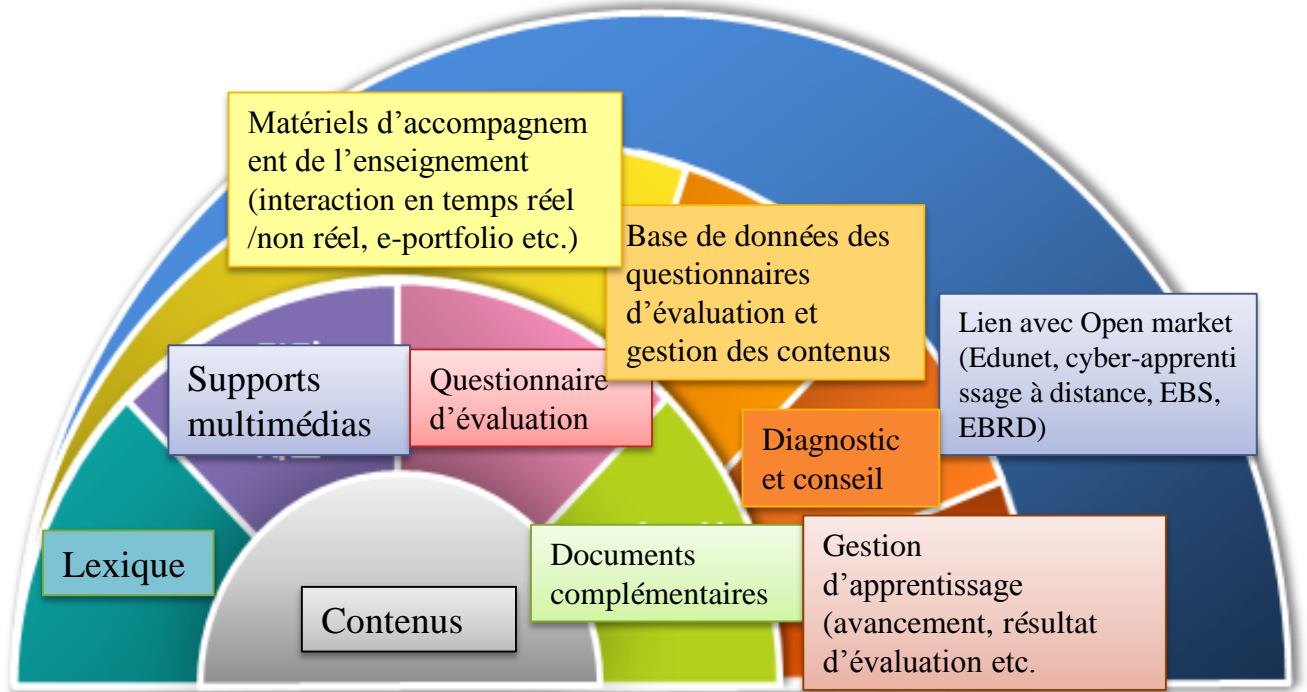 Matériels d’accompagnem
ent de l’enseignement
(interaction en temps réel
/non réel, e-portfolio etc.)
Base de données des
questionnaires
d’évaluation et
gestion des contenus
Lien avec Open market
(Edunet, cyber-apprenti
ssage à distance, EBS,
EBRD)
Supports
multimédias
Questionnaire
d’évaluation
Diagnostic
et conseil
Lexique
Contenus
Documents
complémentaires
Gestion
d’apprentissage
(avancement, résultat
d’évaluation etc.